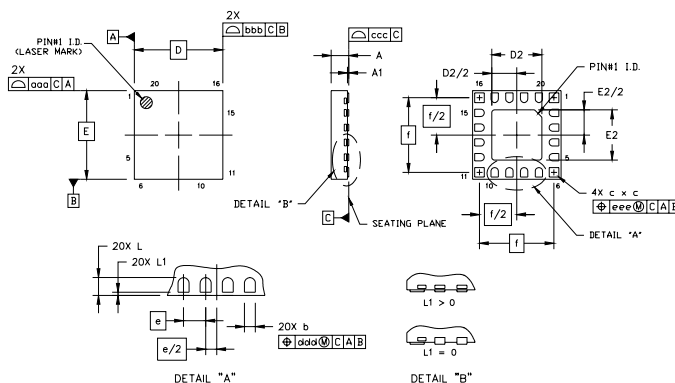 2X
⌓ bbb C B
A
D
PIN#1 I.D.
(LASER MARK)
2X
⌓ aaa C A
1
20
16
15
E
5
11
6
10
B
⌓ ccc C
A
A1
DETAIL "B"
C
SEATING PLANE
D2
D2/2
PIN#1 I.D.
16
20
1
15
E2/2
f/2
f
E2
5
11
10
6
4X c x c
⌖ eee Ⓜ C A B
f/2
f
DETAIL "A"
20X L
20X L1
e
e/2
20X b
⌖ ddd Ⓜ C A B
DETAIL "A"
L1 > 0
L1 = 0
DETAIL "B"